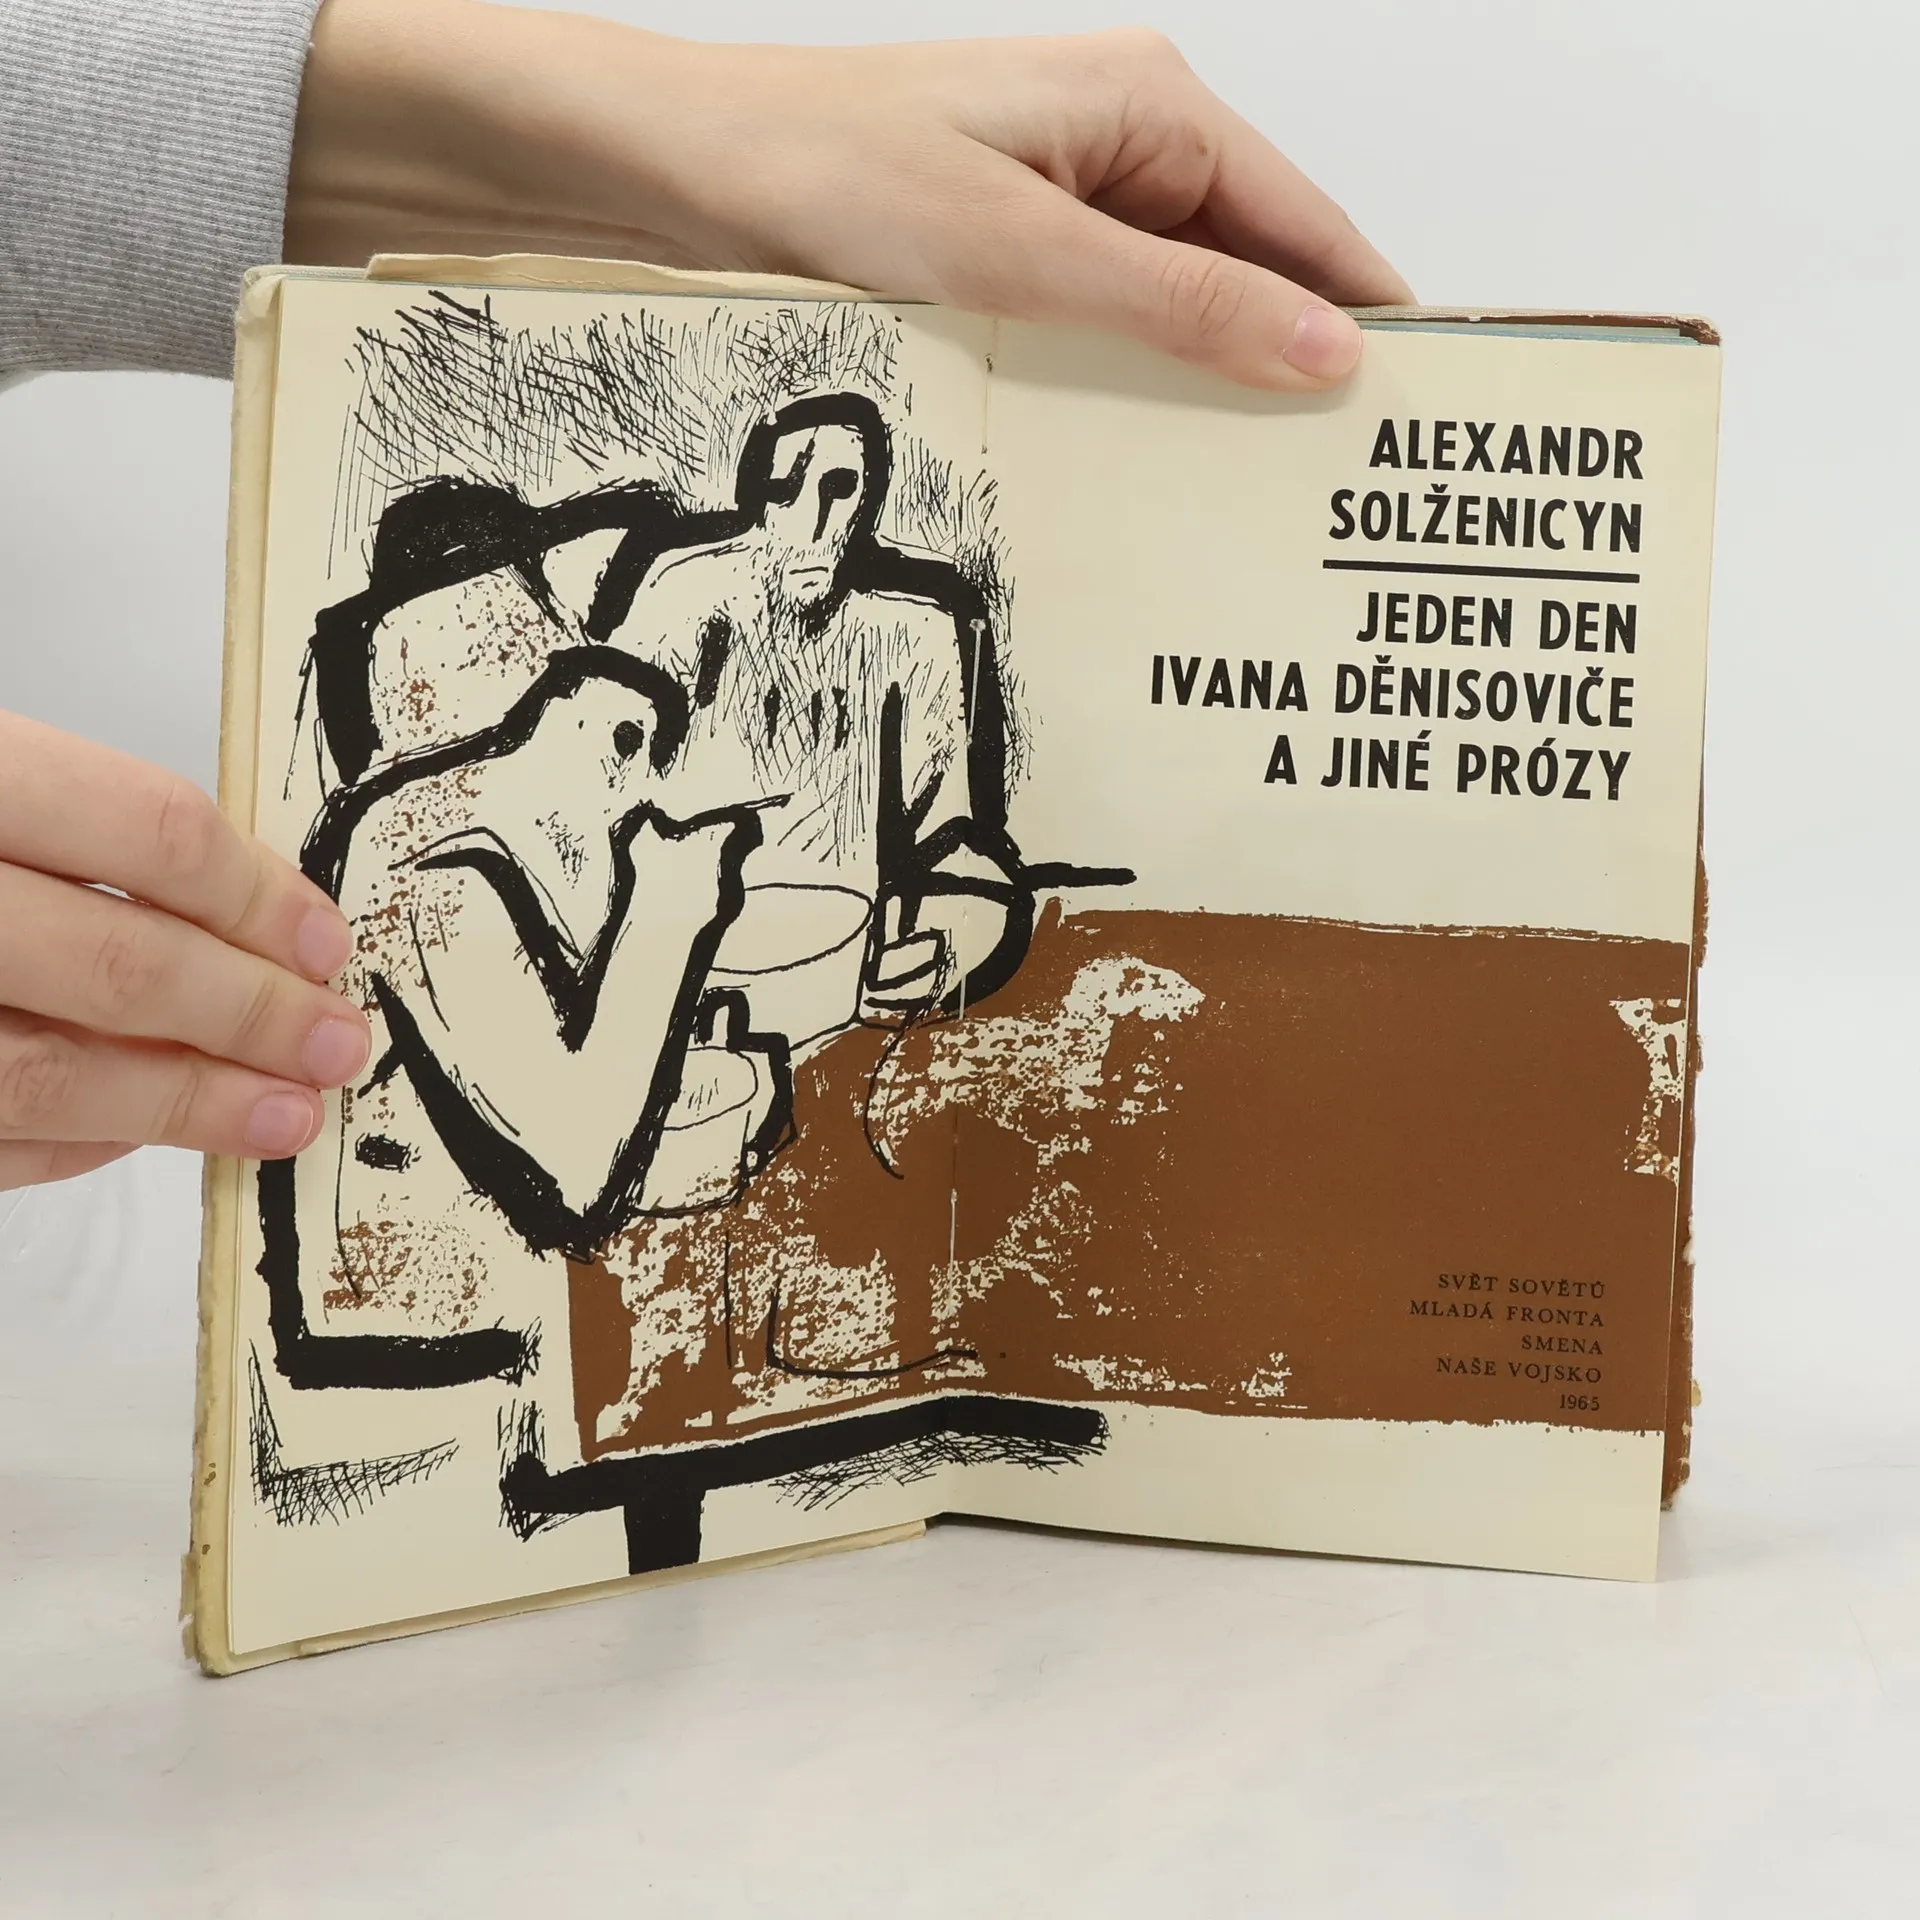 ALEXANDR
SOLŽENICYN
JEDEN DEN
IVANA DĚNISOVIČE
A JINÉ PRÓZY
SVĚT SOVĚTŮ
MLADÁ FRONTA
SMENA
NAŠE VOJSKO
1965